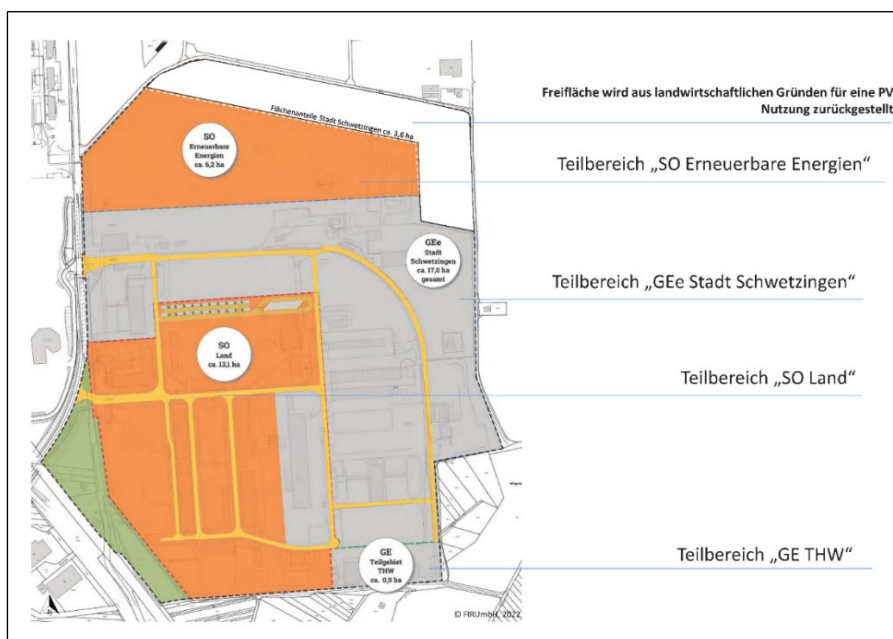 Freifläche wird aus landwirtschaftlichen Gründen für eine PV
Nutzung zurückgestellt
Flächenanteile Stadt Schwetzingen ca. 3,6 ha
SO
Erneuerbare
Energien
ca. 6,2 ha
Teilbereich „SO Erneuerbare Energien“
GEe
Stadt
Schwetzingen
ca. 17,0 ha
gesamt
Teilbereich „GEe Stadt Schwetzingen“
SO
Land
ca. 13,1 ha
Teilbereich „SO Land“
GE
Teilgebiet
THW
ca. 0,9 ha
Teilbereich „GE THW“
© FIRUmbH, 2022